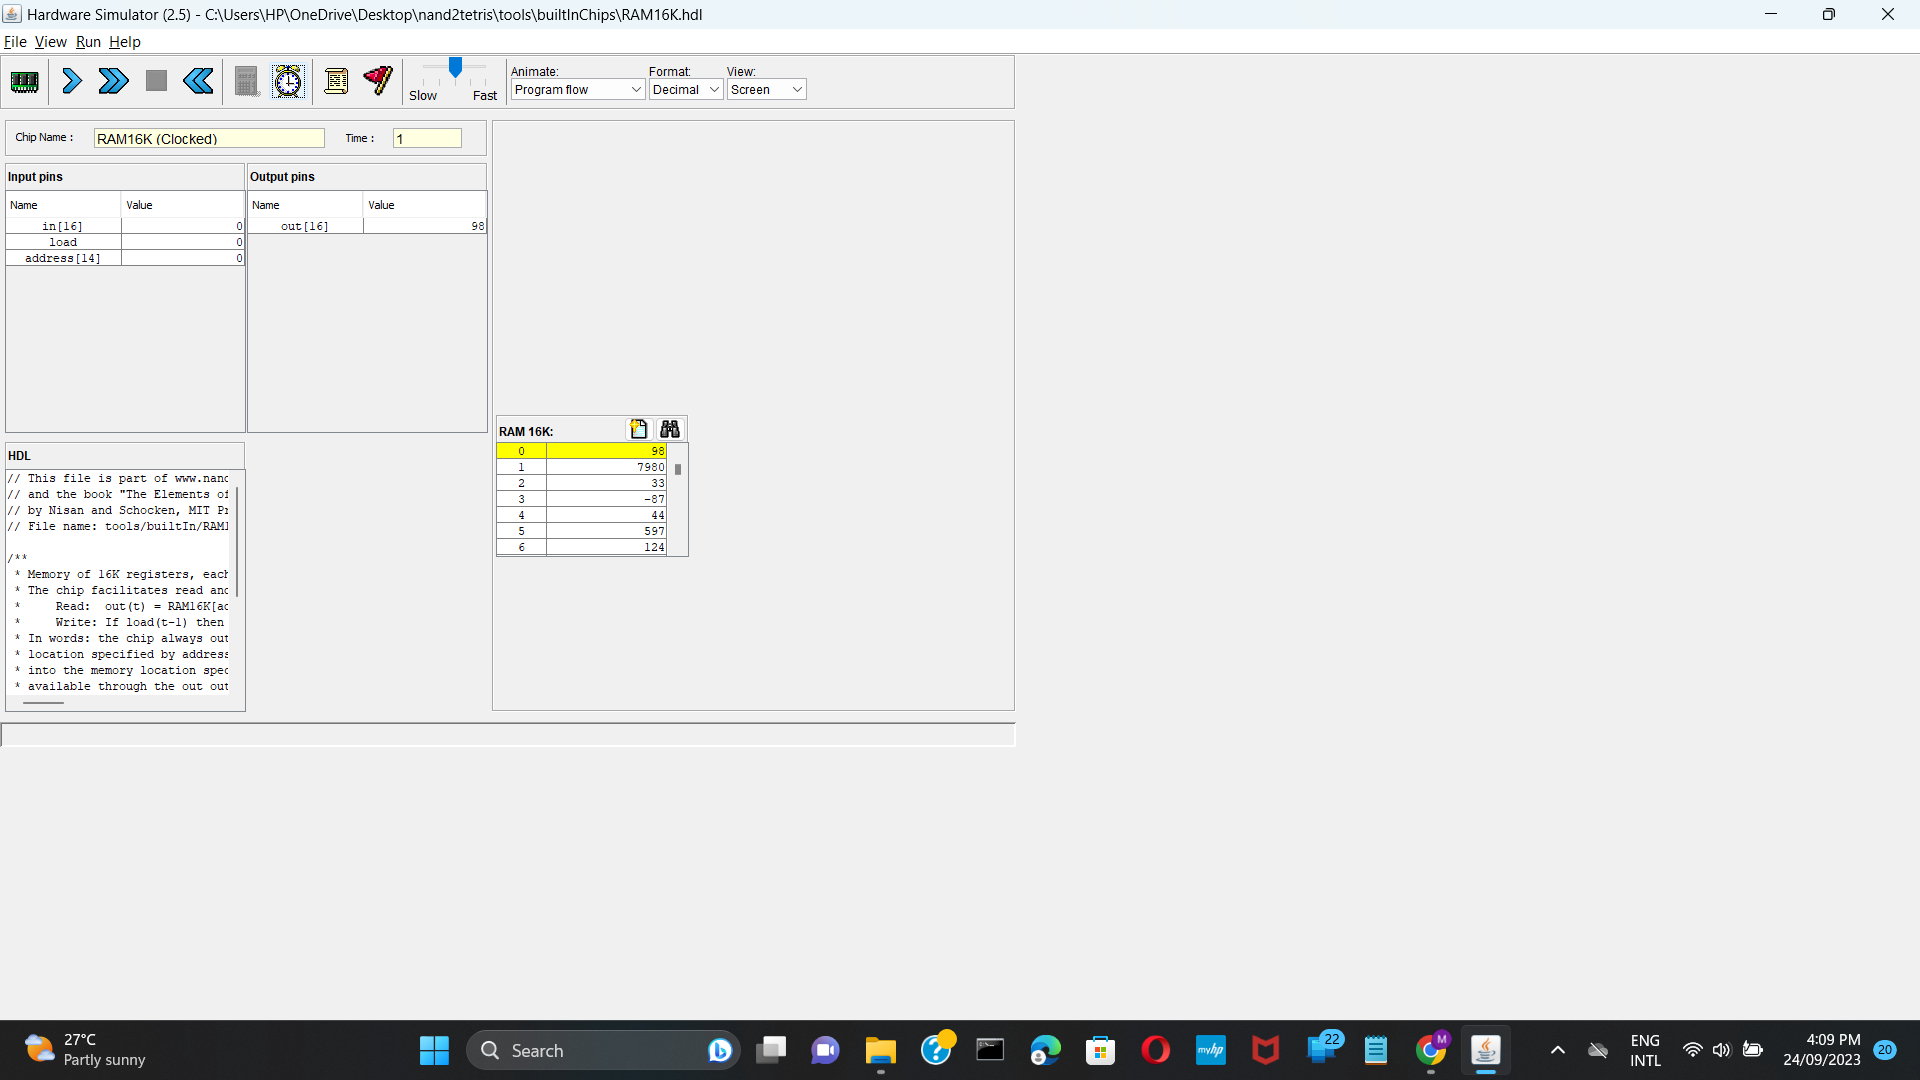 Hardware Simulator (2.5) - C:\Users\HP\OneDrive\Desktop\nand2tetris\tools\builtInChips\RAM16K.hdl
File View Run Help
Slow Fast
Animate: Format: View:
Program flow Decimal Screen
Chip Name : RAM16K (Clocked) Time : 1
Input pins
Name Value
in[16] 0
load 0
address[14] 0
Output pins
Name Value
out[16] 98
RAM 16K:
0 98
1 7980
2 33
3 -87
4 44
5 597
6 124
HDL
// This file is part of www.nand
// and the book "The Elements of
// by Nisan and Schocken, MIT Pr
// File name: tools/builtIn/RAM1
/**
* Memory of 16K registers, each
* The chip facilitates read and
* Read: out(t) = RAM16K[ad
* Write: If load(t-1) then
* In words: the chip always out
* location specified by address
* into the memory location spec
* available through the out out
27°C
Partly sunny
Search
myhp
22
M
ENG
INTL
4:09 PM
24/09/2023
20